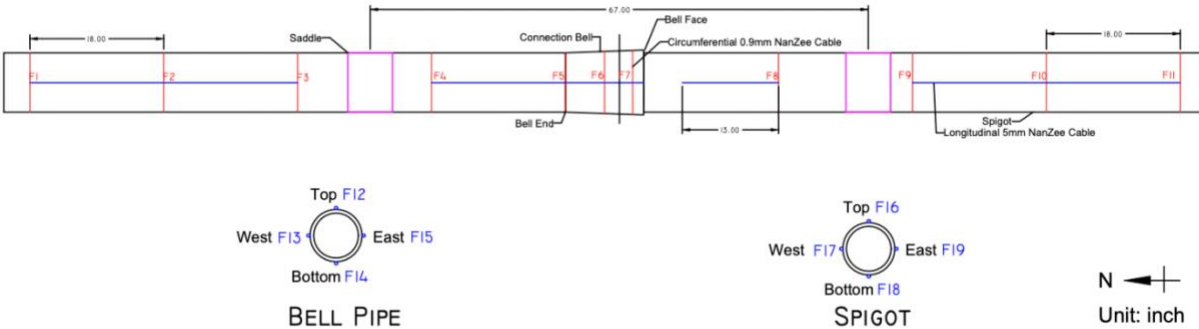 67.00
Bell Face
18.00
Saddle
Connection Bell
Circumferential 0.9mm NanZee Cable
18.00
F1
F2
F3
F4
F5
F6
F7
F8
F9
F10
F11
Bell End
13.00
Spigot
Longitudinal 5mm NanZee Cable
Top F12
West F13
East F15
Bottom F14
BELL PIPE
Top F16
West F17
East F19
Bottom F18
SPIGOT
N
Unit: inch